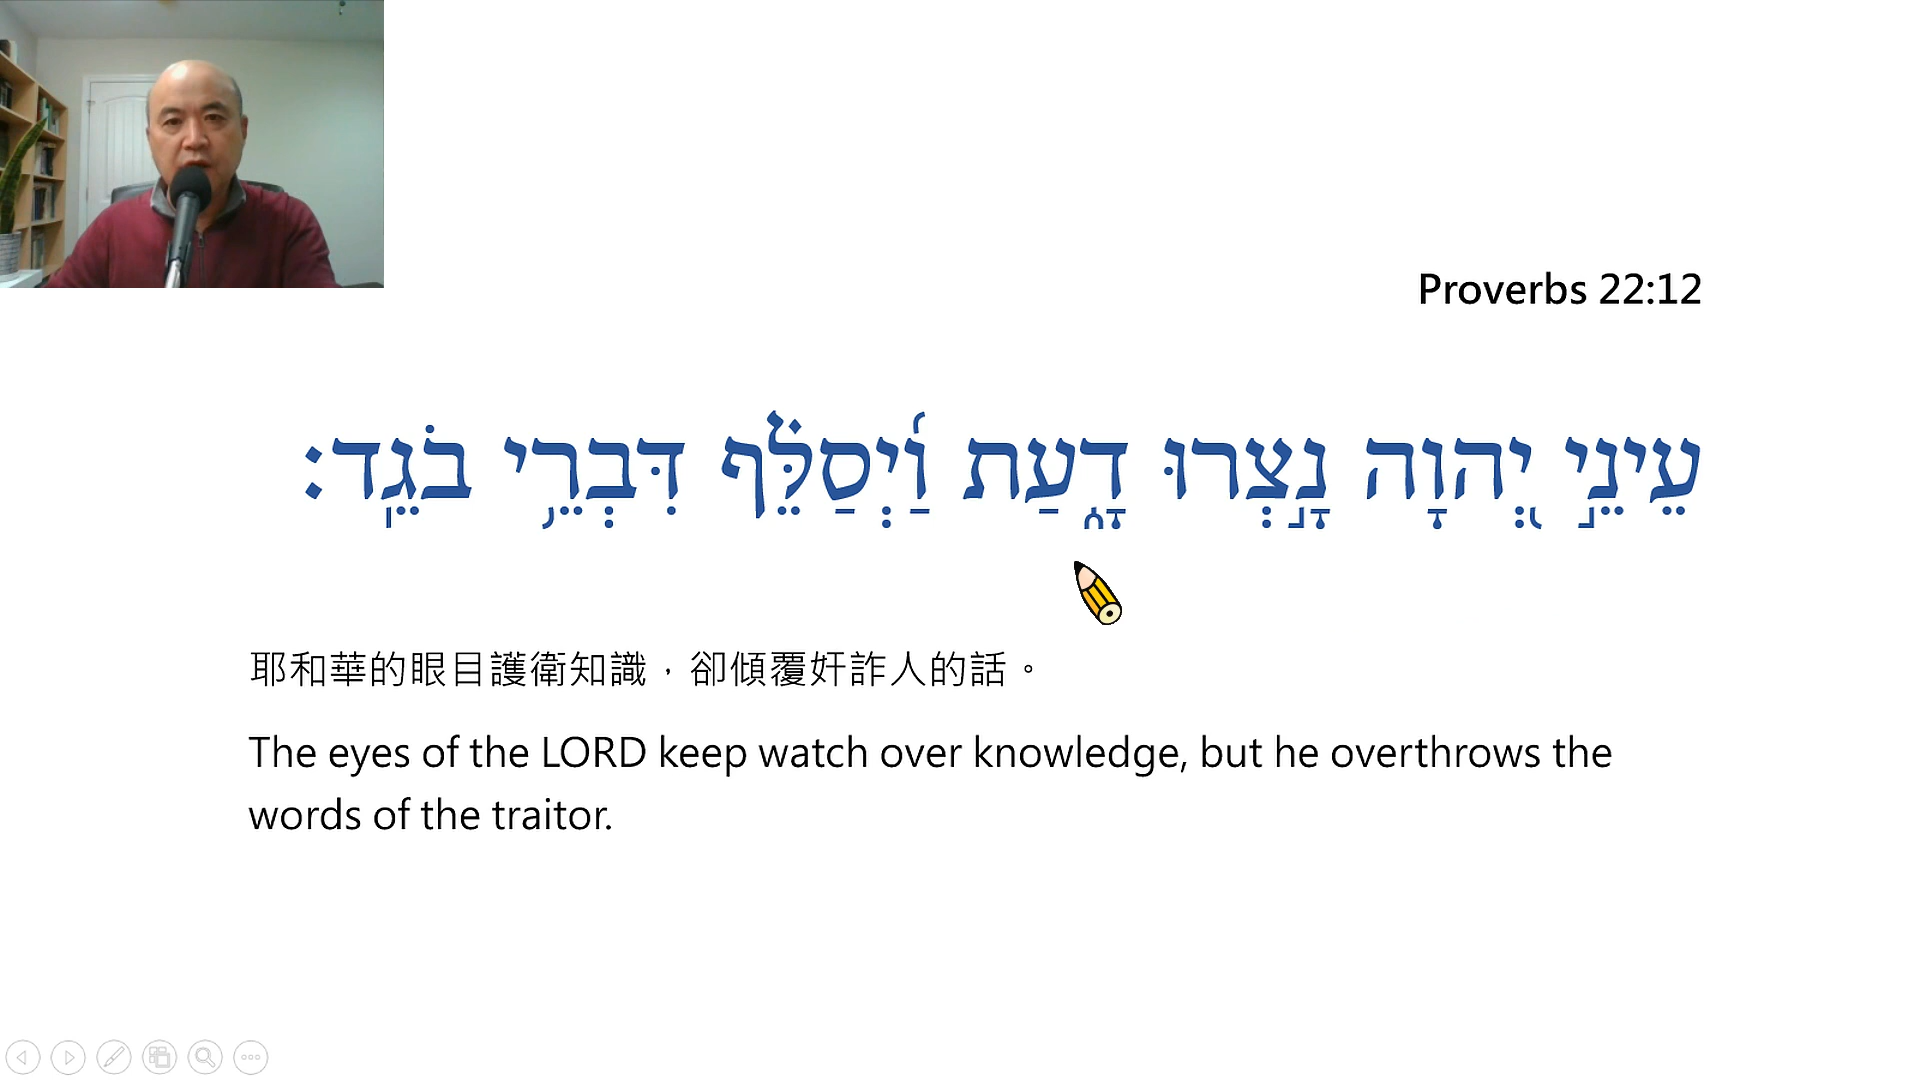 Proverbs 22:12
עֵ֘ינֵ֤י יְֽהוָ֣ה נָ֣צְרוּ דָ֑עַת וַ֝יְסַלֵּ֗ף דִּבְרֵ֥י בֹגֵֽד׃
耶和華的眼目護衛知識，卻傾覆奸詐人的話。
The eyes of the LORD keep watch over knowledge, but he overthrows the
words of the traitor.